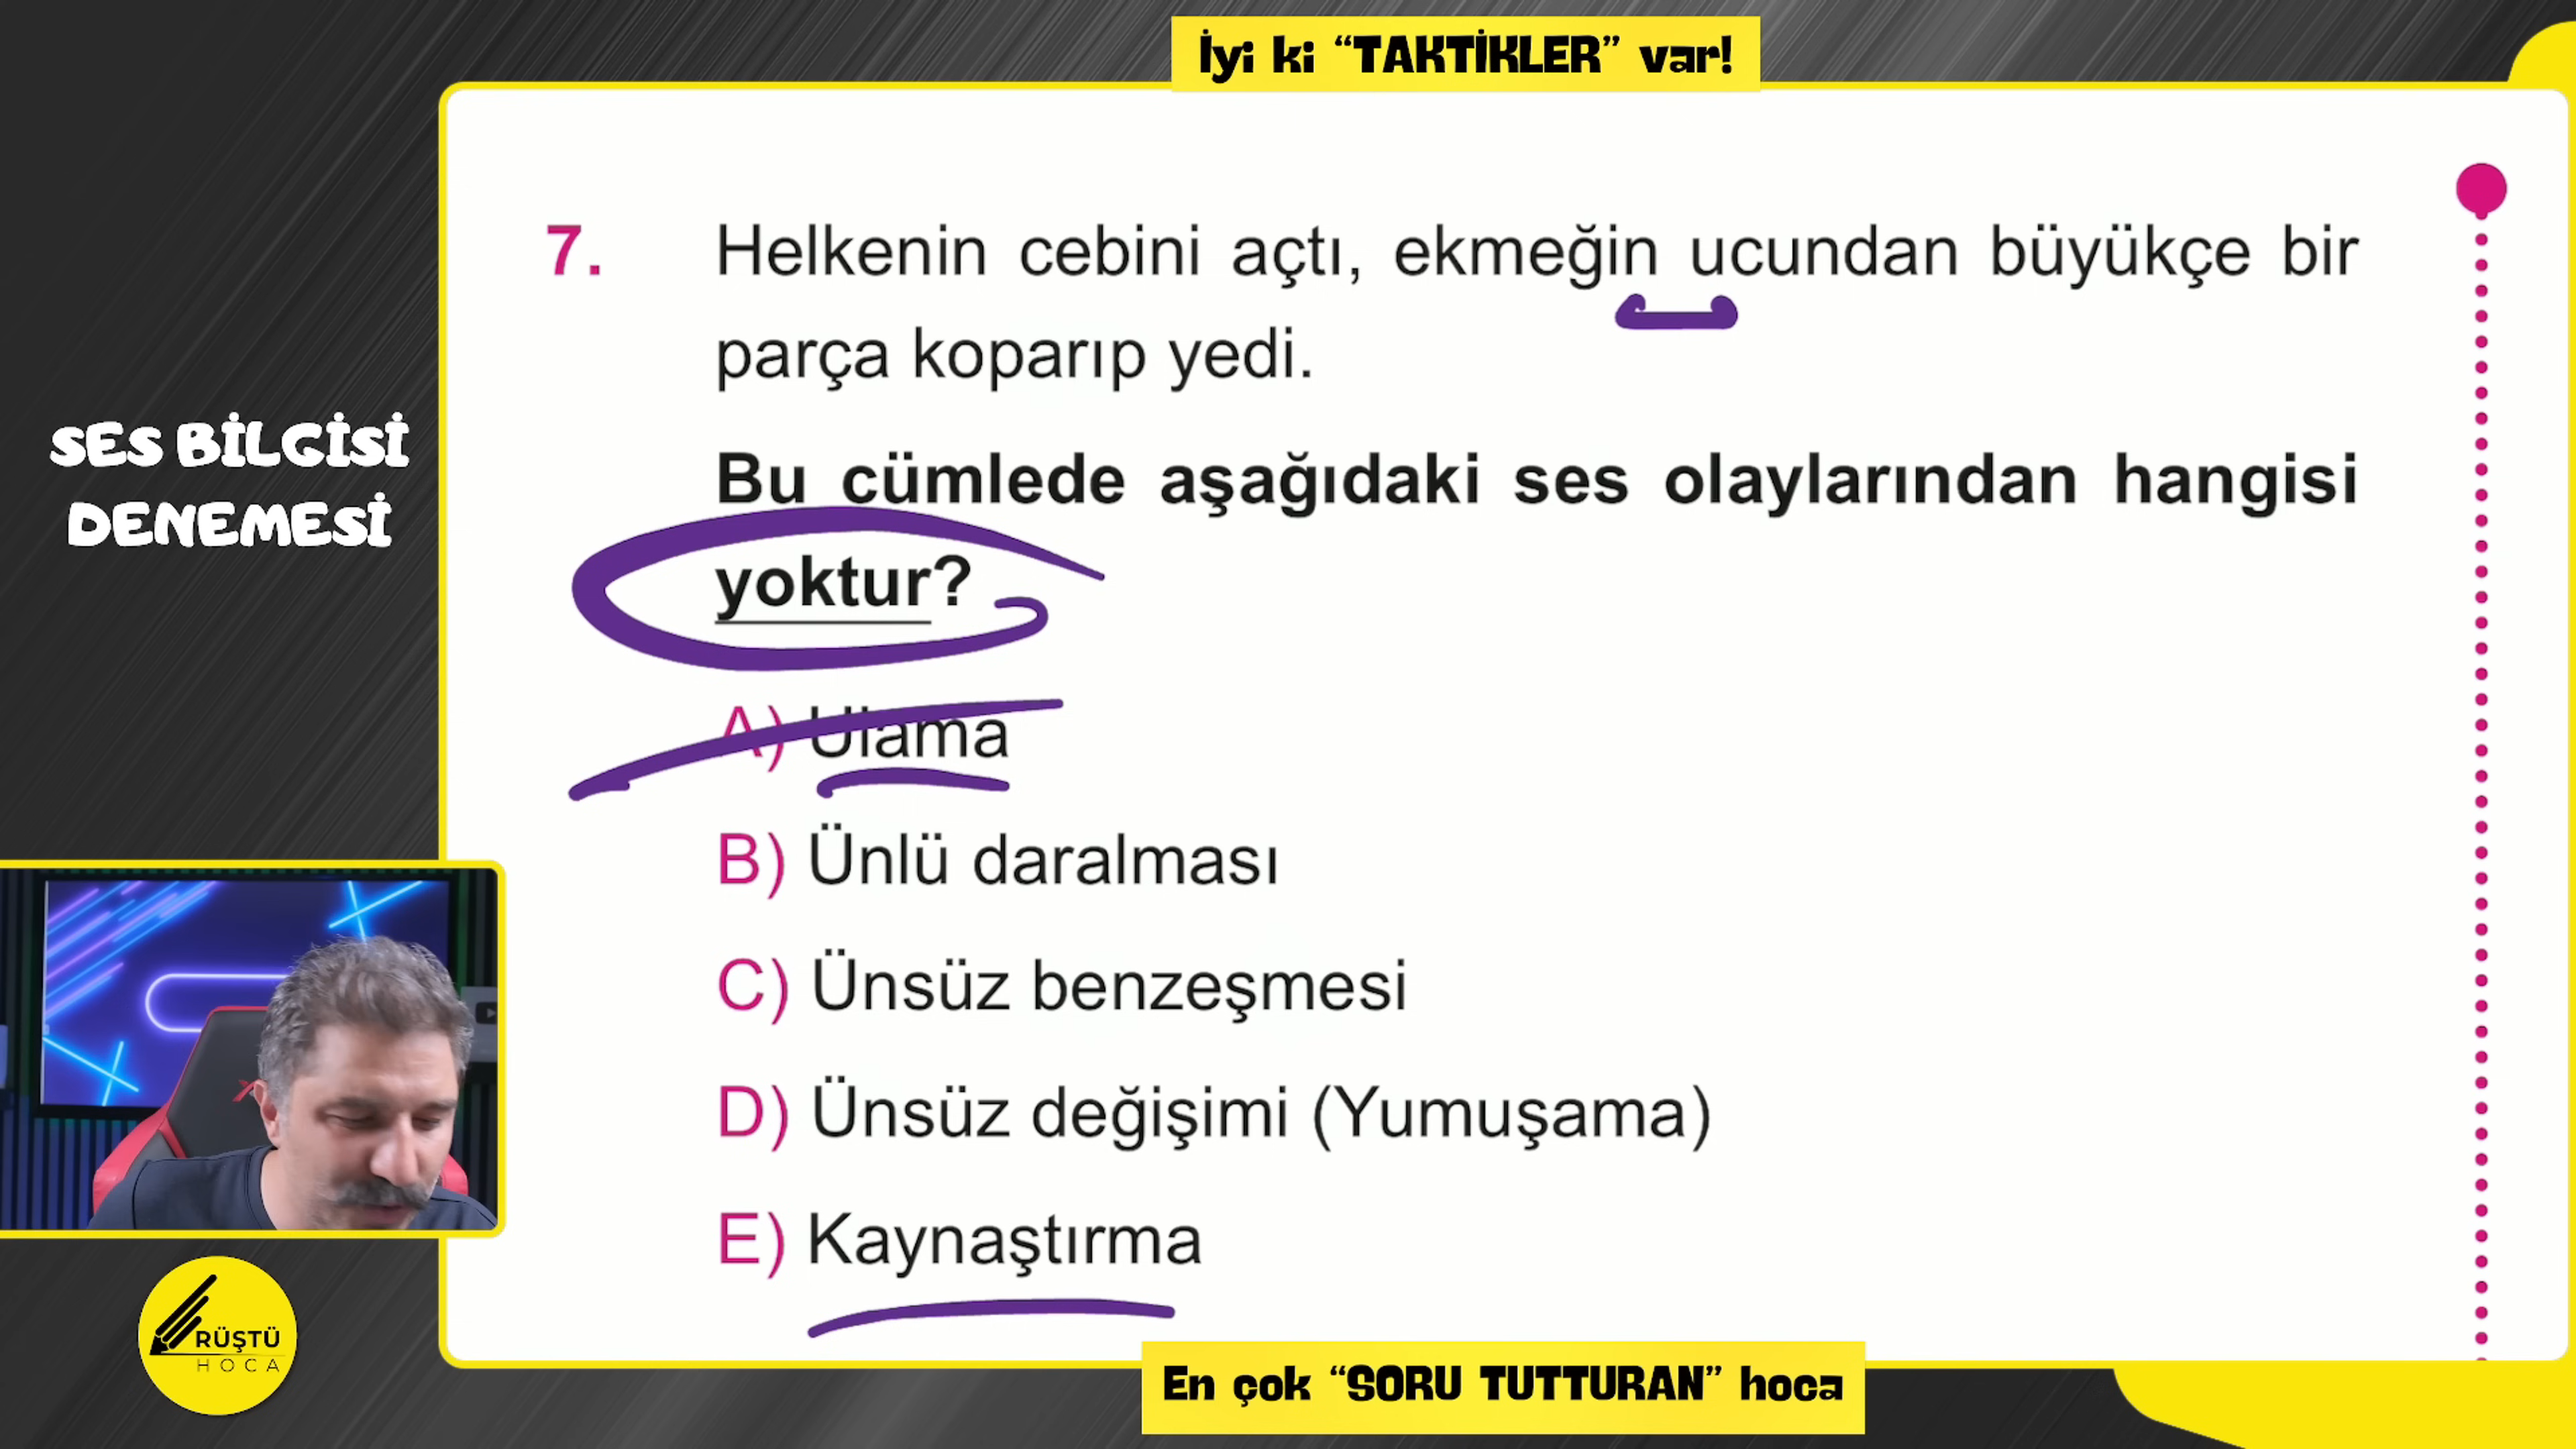 İyi ki “TAKTİKLER” var!
SES BİLGİSİ
DENEMESİ
7. Helkenin cebini açtı, ekmeğin ucundan büyükçe bir
parça koparıp yedi.
Bu cümlede aşağıdaki ses olaylarından hangisi
yoktur?
A) Ulama
B) Ünlü daralması
C) Ünsüz benzeşmesi
D) Ünsüz değişimi (Yumuşama)
E) Kaynaştırma
RÜŞTÜ
HOCA
En çok “SORU TUTTURAN” hoca